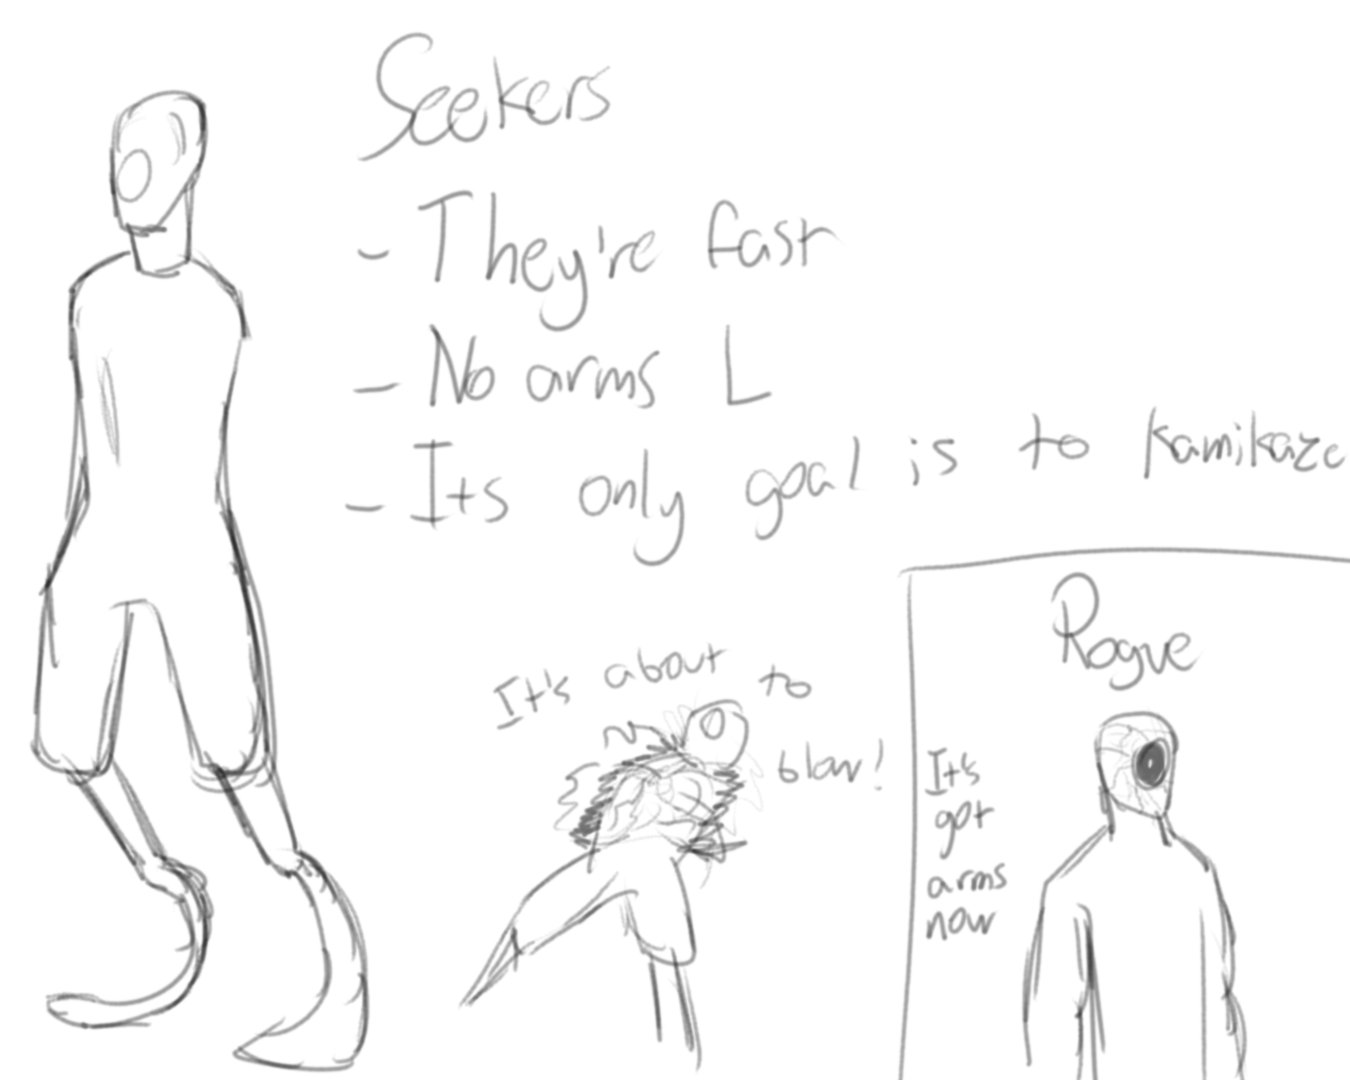 Seekers
- They're fast
- No arms L
- Its only goal is to kamikaze
It's about to
blow!
Rogue
It's
got
arms
now